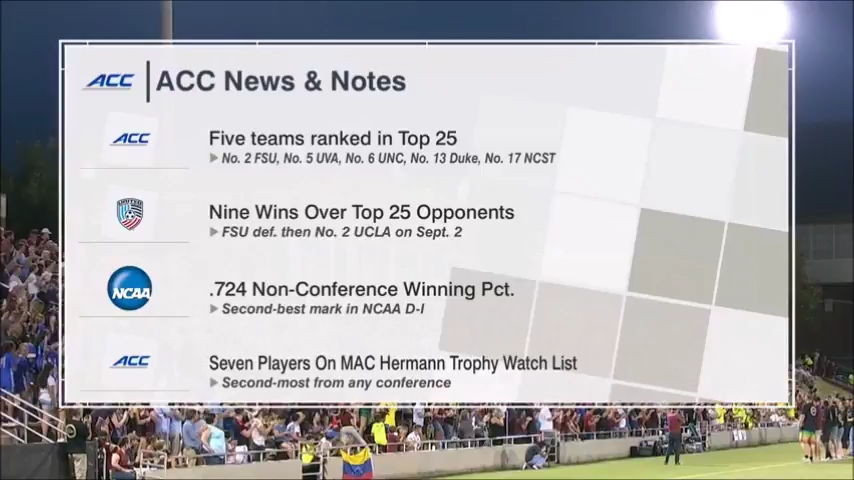 ACC ACC News & Notes
ACC Five teams ranked in Top 25
No. 2 FSU, No. 5 UVA, No. 6 UNC, No. 13 Duke, No. 17 NCST
Nine Wins Over Top 25 Opponents
FSU def. then No. 2 UCLA on Sept. 2
NCAA .724 Non-Conference Winning Pct.
Second-best mark in NCAA D-I
ACC Seven Players On MAC Hermann Trophy Watch List
Second-most from any conference